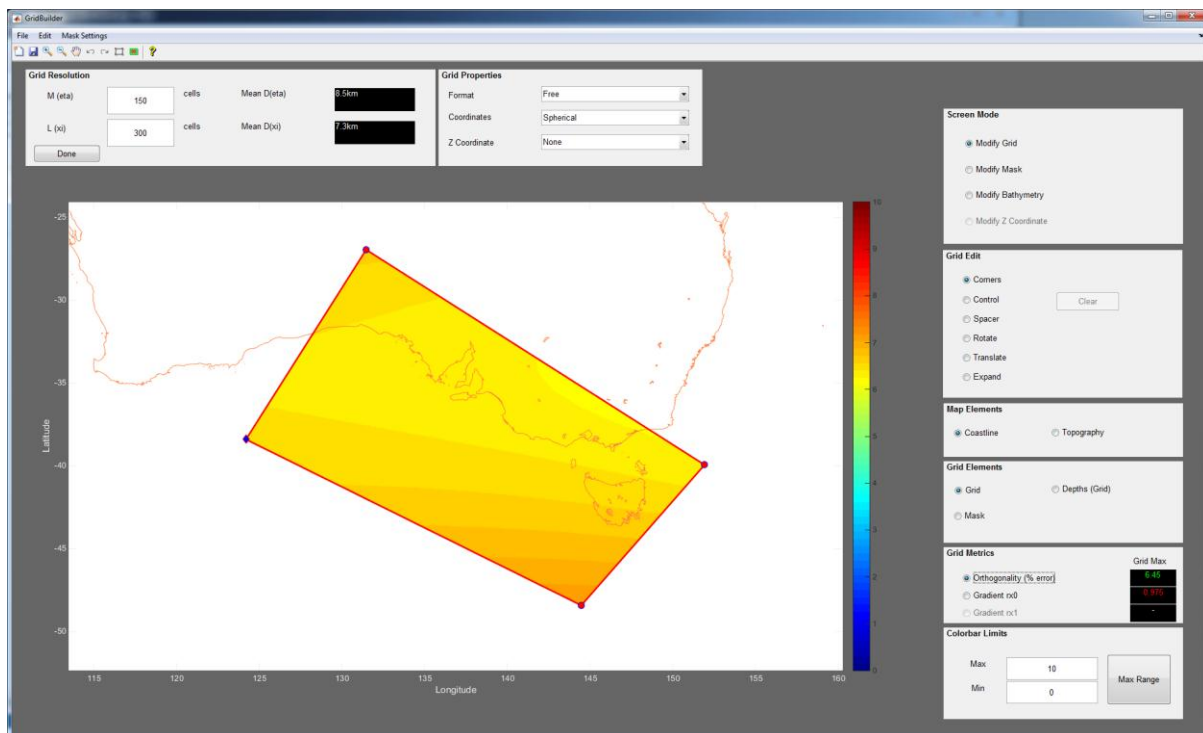 GridBuilder
File Edit Mask Settings
Grid Resolution
M (eta) 150 cells Mean D(eta) 8.5km
L (xi) 300 cells Mean D(xi) 7.3km
Done
Grid Properties
Format Free
Coordinates Spherical
Z Coordinate None
Screen Mode
Modify Grid
Modify Mask
Modify Bathymetry
Modify Z Coordinate
Grid Edit
Corners
Control Clear
Spacer
Rotate
Translate
Expand
Map Elements
Coastline Topography
Grid Elements
Grid Depths (Grid)
Mask
Grid Metrics Grid Max
Orthogonality (% error) 6.45
Gradient rx0 0.976
Gradient rx1 -
Colorbar Limits
Max 10
Min 0
Max Range
-25
-30
-35
-40
-45
-50
Latitude
115 120 125 130 135 140 145 150 155 160
Longitude
10
9
8
7
6
5
4
3
2
1
0